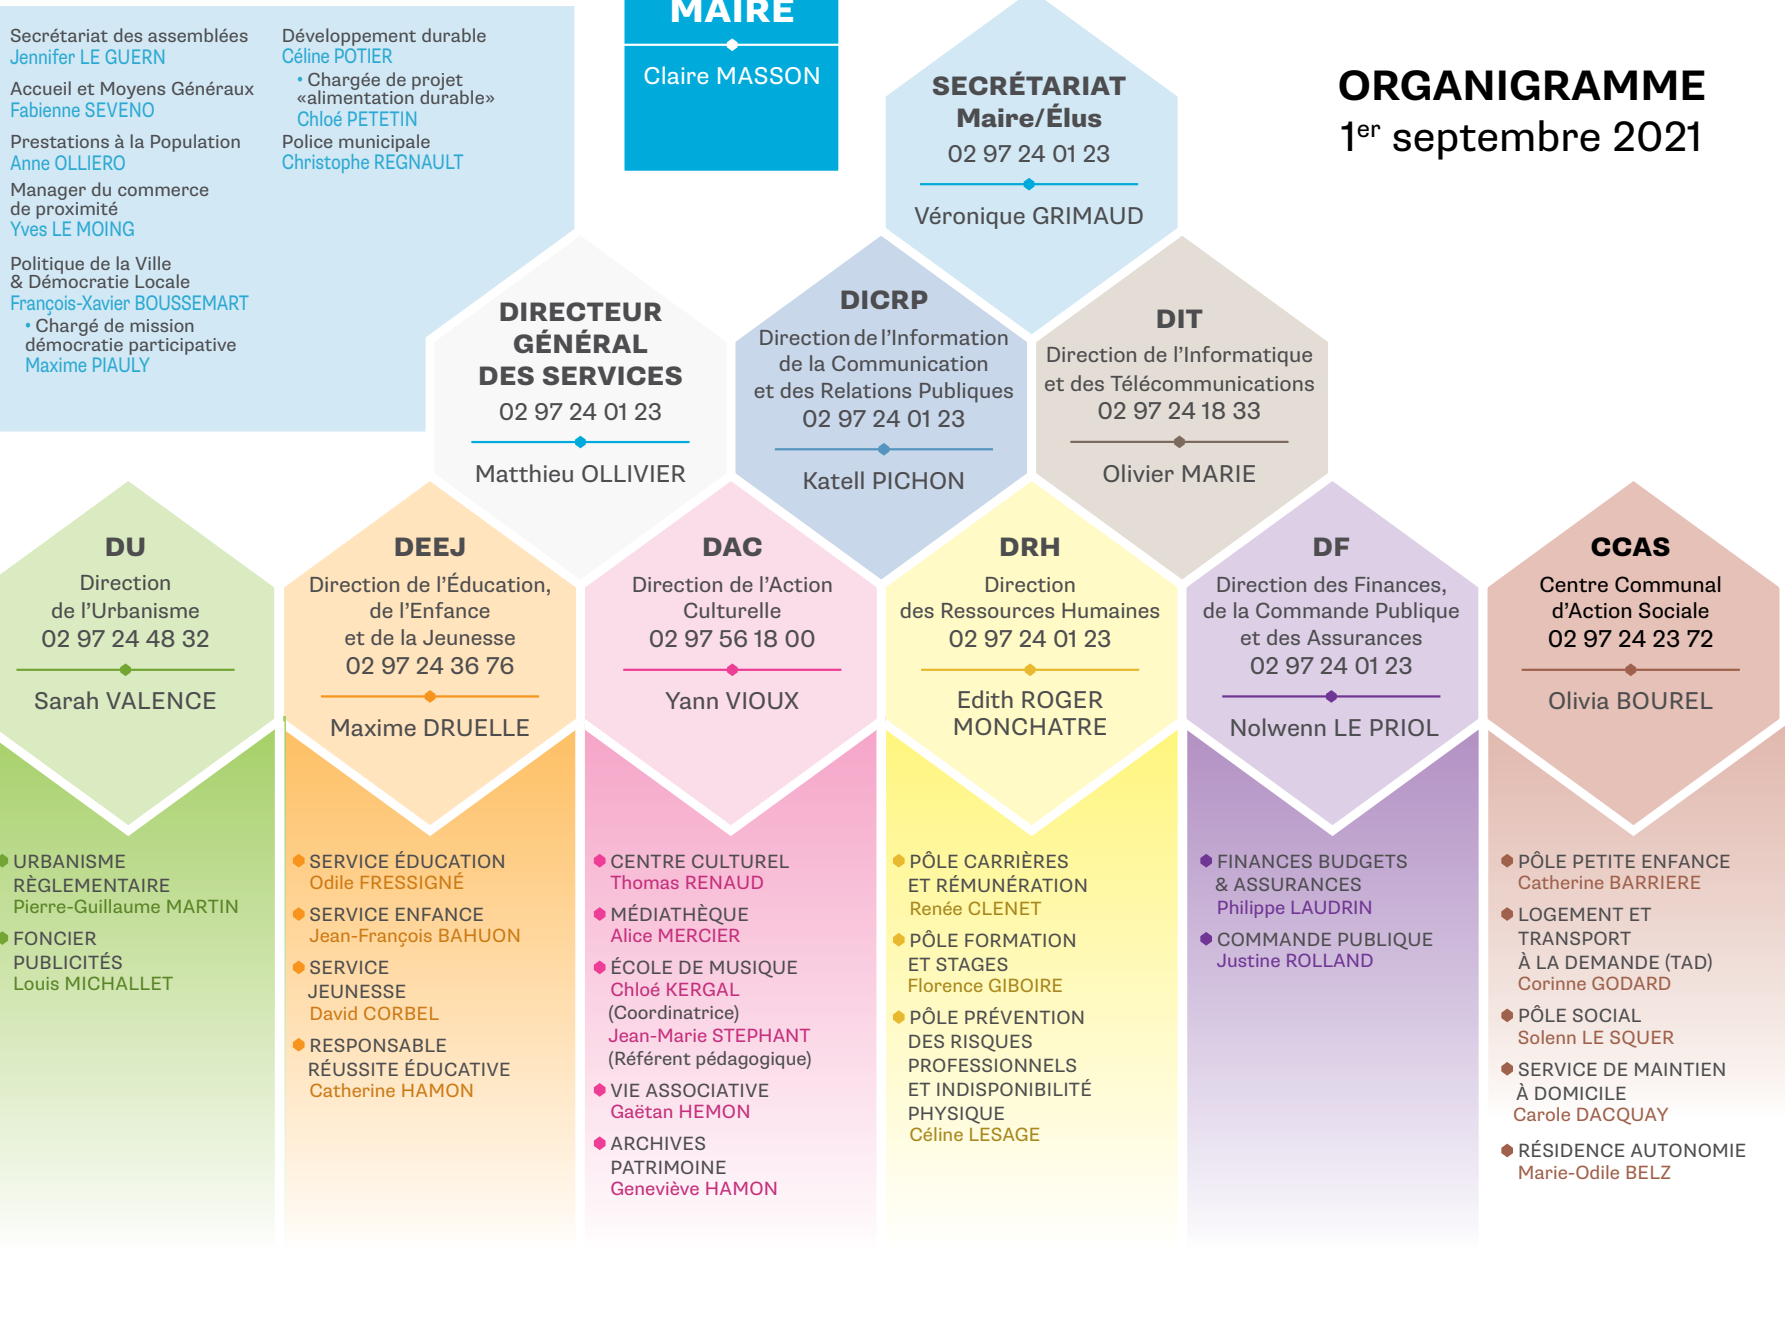 MAIRE
Claire MASSON
ORGANIGRAMME
1er septembre 2021
Secrétariat des assemblées
Jennifer LE GUERN
Accueil et Moyens Généraux
Fabienne SEVENO
Prestations à la Population
Anne OLLIERO
Manager du commerce
de proximité
Yves LE MOING
Politique de la Ville
& Démocratie Locale
François-Xavier BOUSSEMART
• Chargé de mission
démocratie participative
Maxime PIAULY
Développement durable
Céline POTIER
• Chargée de projet
«alimentation durable»
Chloé PETETIN
Police municipale
Christophe REGNAULT
SECRÉTARIAT
Maire/Élus
02 97 24 01 23
Véronique GRIMAUD
DIRECTEUR
GÉNÉRAL
DES SERVICES
02 97 24 01 23
Matthieu OLLIVIER
DICRP
Direction de l'Information
de la Communication
et des Relations Publiques
02 97 24 01 23
Katell PICHON
DIT
Direction de l'Informatique
et des Télécommunications
02 97 24 18 33
Olivier MARIE
DU
Direction
de l'Urbanisme
02 97 24 48 32
Sarah VALENCE
URBANISME
RÈGLEMENTAIRE
Pierre-Guillaume MARTIN
FONCIER
PUBLICITÉS
Louis MICHALLET
DEEJ
Direction de l'Éducation,
de l'Enfance
et de la Jeunesse
02 97 24 36 76
Maxime DRUELLE
SERVICE ÉDUCATION
Odile FRESSIGNÉ
SERVICE ENFANCE
Jean-François BAHUON
SERVICE
JEUNESSE
David CORBEL
RESPONSABLE
RÉUSSITE ÉDUCATIVE
Catherine HAMON
DAC
Direction de l'Action
Culturelle
02 97 56 18 00
Yann VIOUX
CENTRE CULTUREL
Thomas RENAUD
MÉDIATHÈQUE
Alice MERCIER
ÉCOLE DE MUSIQUE
Chloé KERGAL
(Coordinatrice)
Jean-Marie STEPHANT
(Référent pédagogique)
VIE ASSOCIATIVE
Gaëtan HEMON
ARCHIVES
PATRIMOINE
Geneviève HAMON
DRH
Direction
des Ressources Humaines
02 97 24 01 23
Edith ROGER
MONCHATRE
PÔLE CARRIÈRES
ET RÉMUNÉRATION
Renée CLENET
PÔLE FORMATION
ET STAGES
Florence GIBOIRE
PÔLE PRÉVENTION
DES RISQUES
PROFESSIONNELS
ET INDISPONIBILITÉ
PHYSIQUE
Céline LESAGE
DF
Direction des Finances,
de la Commande Publique
et des Assurances
02 97 24 01 23
Nolwenn LE PRIOL
FINANCES BUDGETS
& ASSURANCES
Philippe LAUDRIN
COMMANDE PUBLIQUE
Justine ROLLAND
CCAS
Centre Communal
d'Action Sociale
02 97 24 23 72
Olivia BOUREL
PÔLE PETITE ENFANCE
Catherine BARRIERE
LOGEMENT ET
TRANSPORT
À LA DEMANDE (TAD)
Corinne GODARD
PÔLE SOCIAL
Solenn LE SQUER
SERVICE DE MAINTIEN
À DOMICILE
Carole DACQUAY
RÉSIDENCE AUTONOMIE
Marie-Odile BELZ